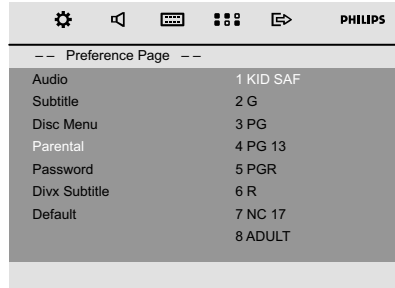 PHILIPS
–– Preference Page ––
Audio 1 KID SAF
Subtitle 2 G
Disc Menu 3 PG
Parental 4 PG 13
Password 5 PGR
Divx Subtitle 6 R
Default 7 NC 17
8 ADULT